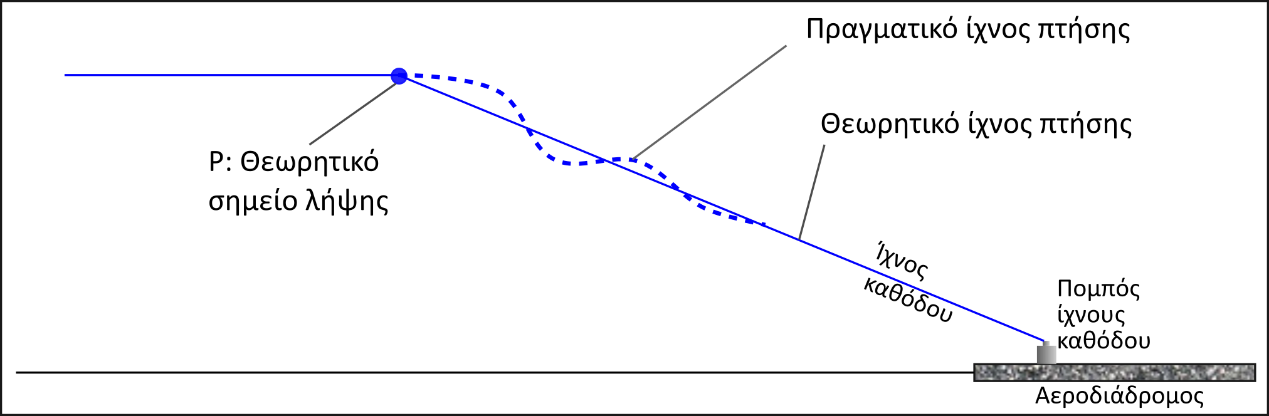 Πραγματικό ίχνος πτήσης
Θεωρητικό ίχνος πτήσης
P: Θεωρητικό
σημείο λήψης
Ίχνος
καθόδου
Πομπός
ίχνους
καθόδου
Αεροδιάδρομος